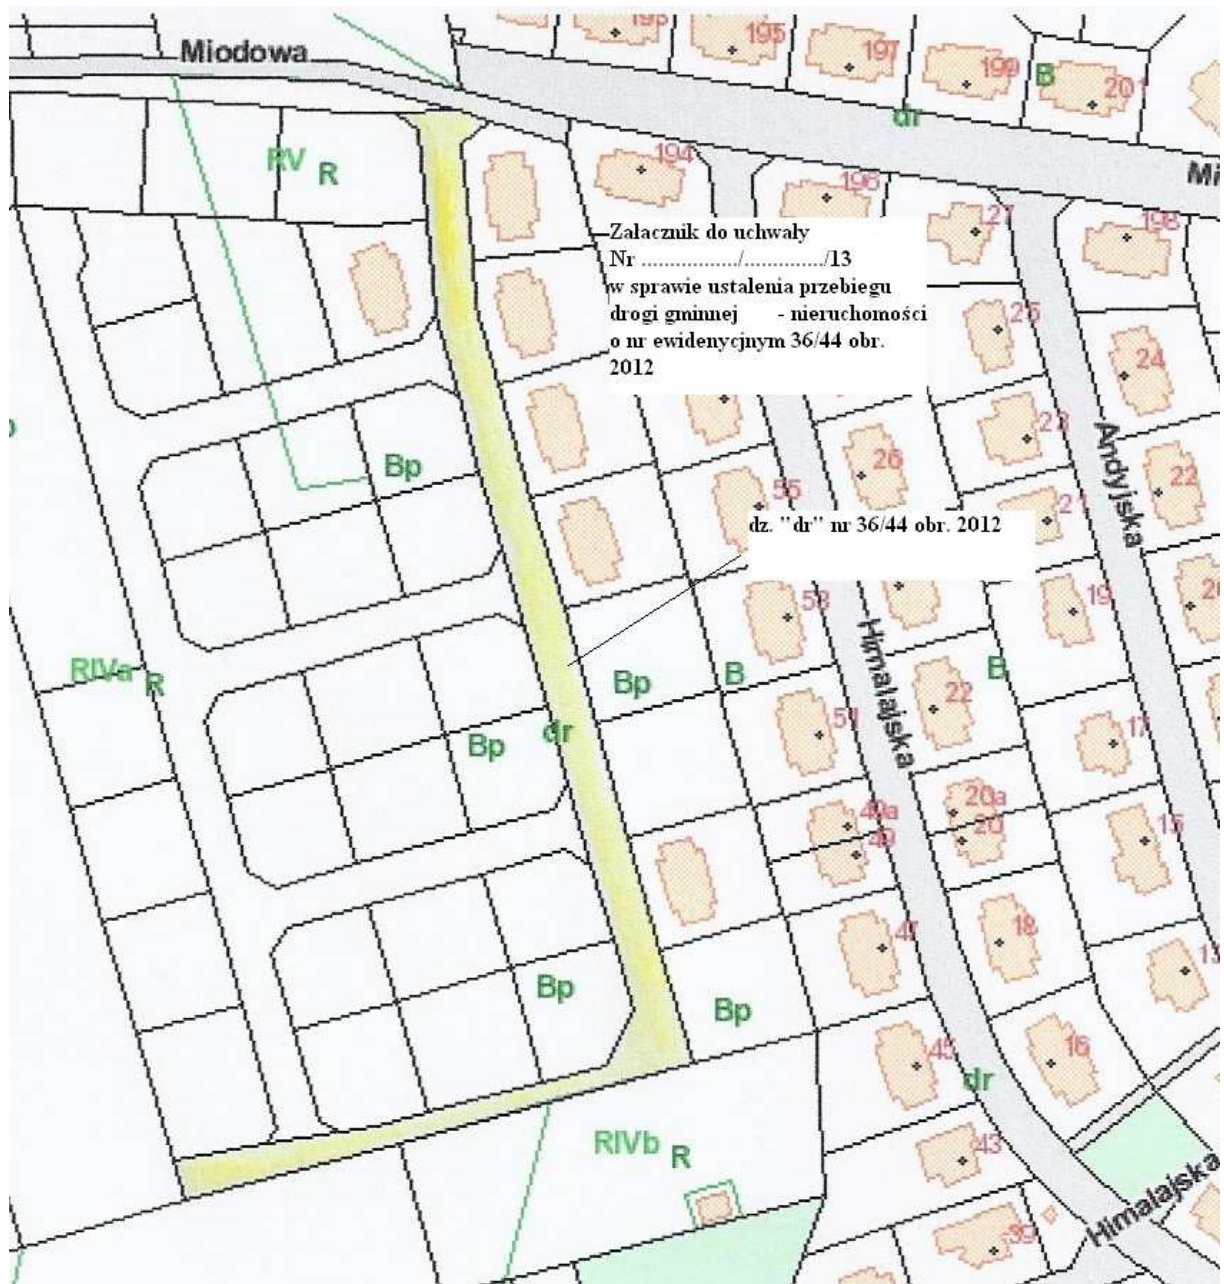 193
195
197
199
B
201
Miodowa
dr
RV R
194
196
Mi
27
198
Załacznik do uchwały
Nr ................./............../13
w sprawie ustalenia przebiegu
drogi gminnej - nieruchomości
o nr ewidenycjnym 36/44 obr.
2012
25
24
23
Andyjska
26
Bp
22
55
21
dz. "dr" nr 36/44 obr. 2012
53
19
20
Himalajska
RIVa R
Bp
B
B
22
51
dr
Bp
17
20a
49a
20
49
15
18
47
13
Bp
Bp
45
16
dr
RIVb R
43
Himalajska
39